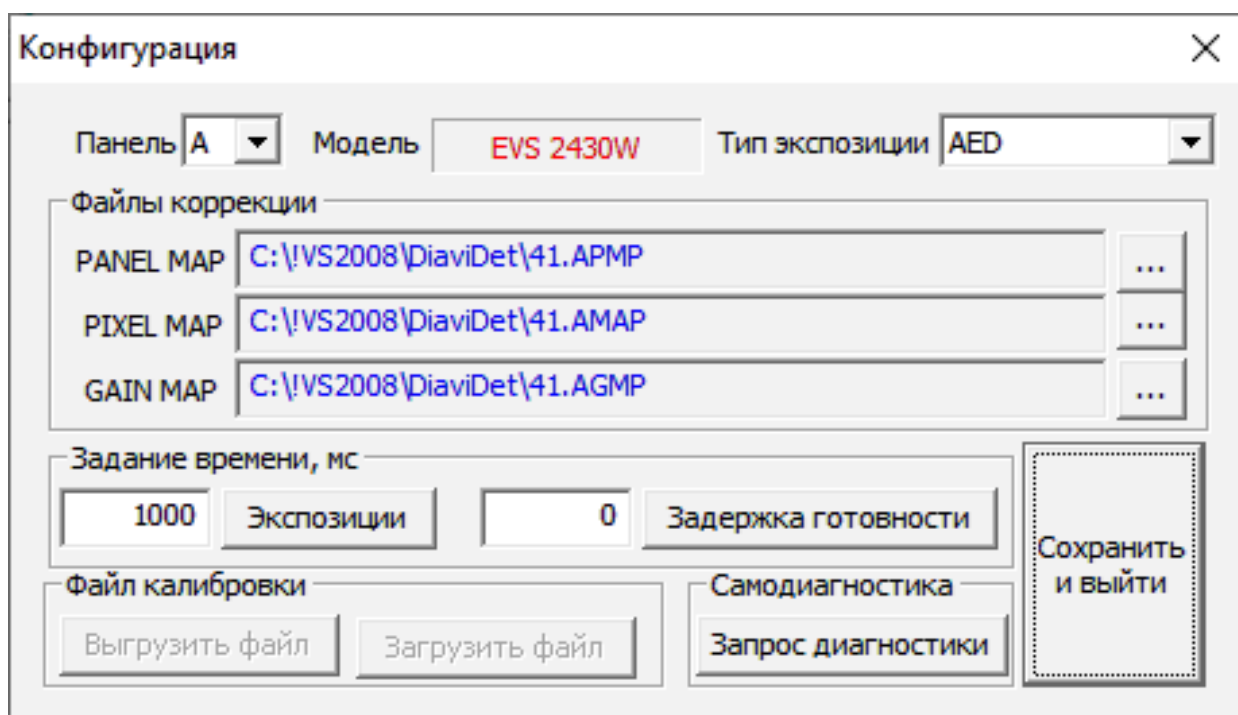 Конфигурация
Панель A Модель EVS 2430W Тип экспозиции AED
Файлы коррекции
PANEL MAP C:\!VS2008\DiaviDet\41.APMP ...
PIXEL MAP C:\!VS2008\DiaviDet\41.AMAP ...
GAIN MAP C:\!VS2008\DiaviDet\41.AGMP ...
Задание времени, мс
1000 Экспозиции 0 Задержка готовности
Сохранить
и выйти
Файл калибровки
Выгрузить файл Загрузить файл
Самодиагностика
Запрос диагностики